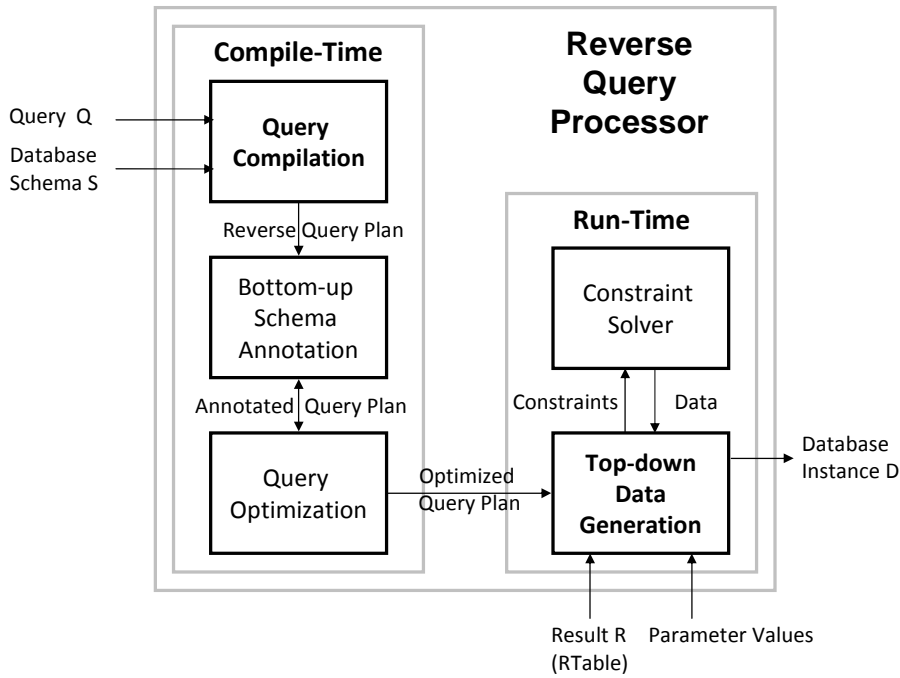 Compile-Time
Reverse
Query
Processor
Query Q
Database
Schema S
Query
Compilation
Reverse Query Plan
Run-Time
Bottom-up
Schema
Annotation
Constraint
Solver
Annotated Query Plan
Constraints
Data
Query
Optimization
Optimized
Query Plan
Top-down
Data
Generation
Database
Instance D
Result R
(RTable)
Parameter Values